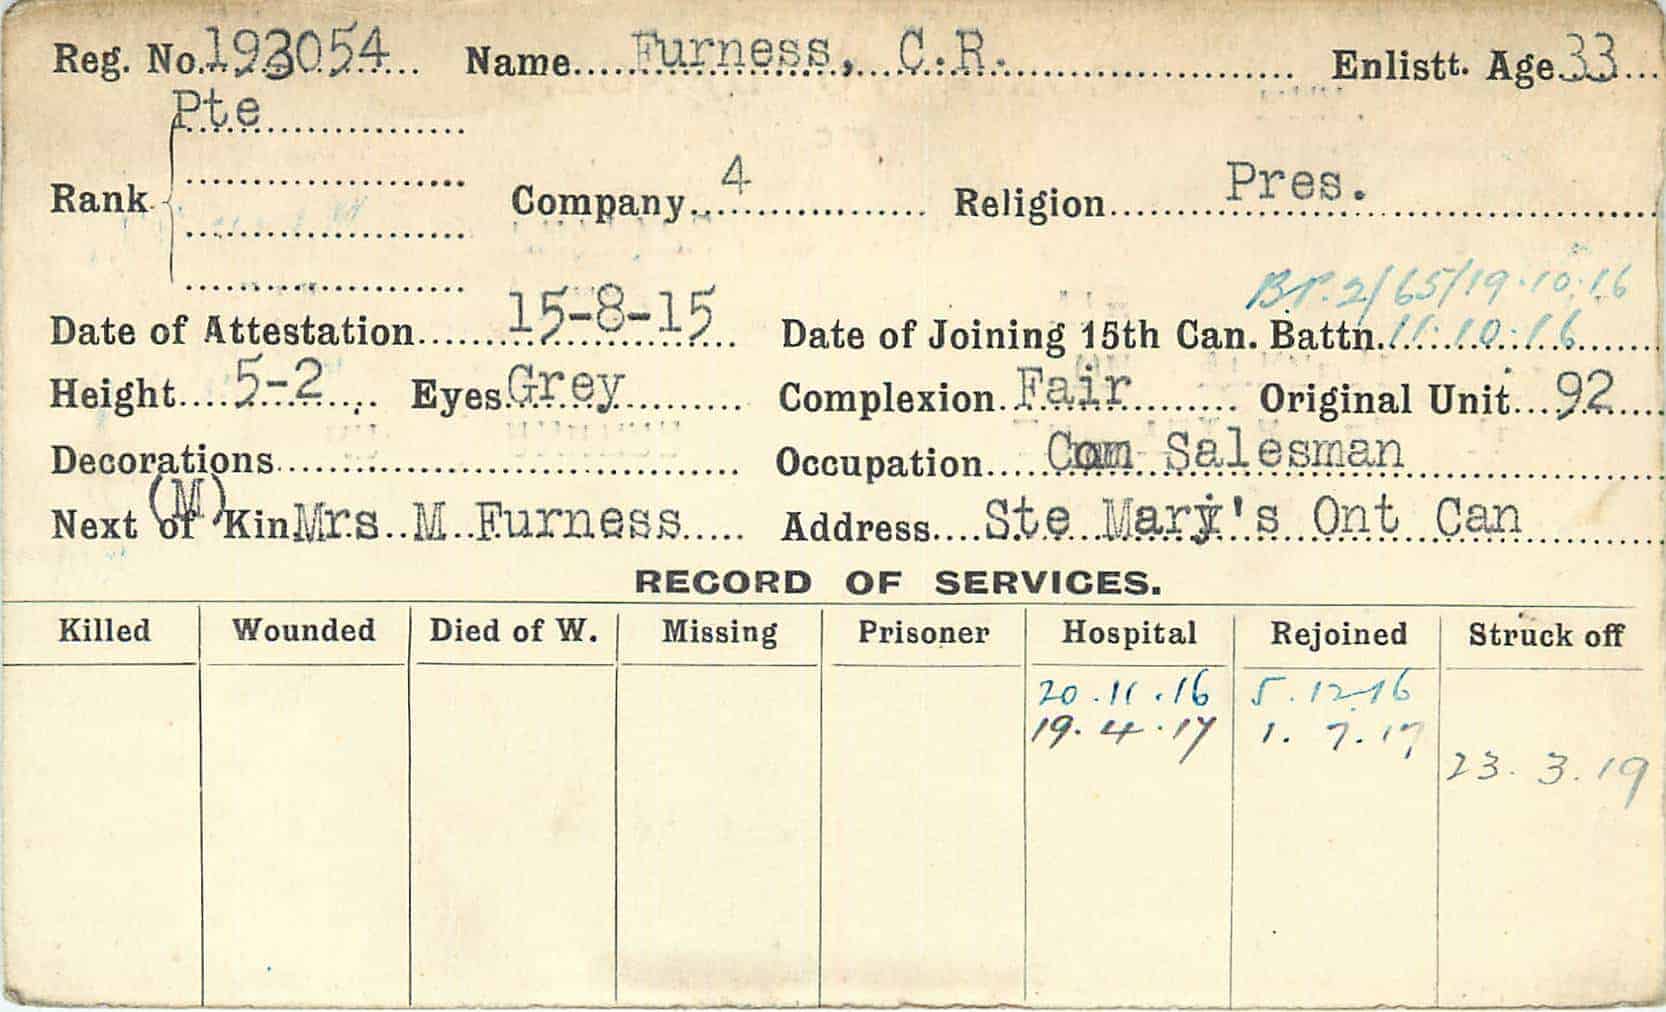 Reg. No. 193054 Name Furness, C.R. Enlistt. Age 33
Pte
Rank Company 4 Religion Pres.
BP.2/65/19.10.16
Date of Attestation 15-8-15 Date of Joining 15th Can. Battn. 11.10.16
Height 5-2 Eyes Grey Complexion Fair Original Unit 92
Decorations Occupation Com Salesman
(M)
Next of Kin Mrs M Furness Address Ste Mary's Ont Can
RECORD OF SERVICES.
Killed Wounded Died of W. Missing Prisoner Hospital Rejoined Struck off
20.11.16 5.12.16
19.4.17 1.7.17
23.3.19